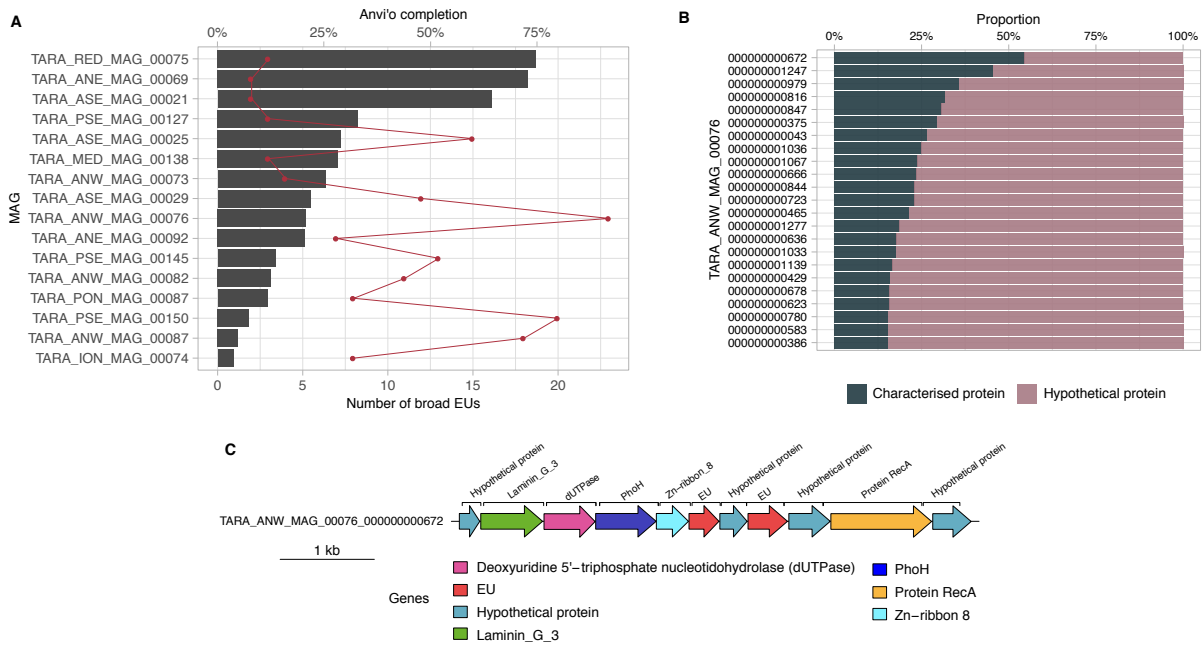 A
Anvi'o completion
0%
25%
50%
75%
MAG
TARA_RED_MAG_00075
TARA_ANE_MAG_00069
TARA_ASE_MAG_00021
TARA_PSE_MAG_00127
TARA_ASE_MAG_00025
TARA_MED_MAG_00138
TARA_ANW_MAG_00073
TARA_ASE_MAG_00029
TARA_ANW_MAG_00076
TARA_ANE_MAG_00092
TARA_PSE_MAG_00145
TARA_ANW_MAG_00082
TARA_PON_MAG_00087
TARA_PSE_MAG_00150
TARA_ANW_MAG_00087
TARA_ION_MAG_00074
0
5
10
15
20
Number of broad EUs
B
Proportion
0%
25%
50%
75%
100%
TARA_ANW_MAG_00076
000000000672
000000001247
000000000979
000000000816
000000000847
000000000375
000000000043
000000001036
000000001067
000000000666
000000000844
000000000723
000000000465
000000001277
000000000636
000000001033
000000001139
000000000429
000000000678
000000000623
000000000780
000000000583
000000000386
Characterised protein
Hypothetical protein
C
Hypothetical protein
Laminin_G_3
dUTPase
PhoH
Zn−ribbon_8
EU
Hypothetical protein
EU
Hypothetical protein
Protein RecA
Hypothetical protein
TARA_ANW_MAG_00076_000000000672
1 kb
Genes
Deoxyuridine 5'−triphosphate nucleotidohydrolase (dUTPase)
EU
Hypothetical protein
Laminin_G_3
PhoH
Protein RecA
Zn−ribbon 8